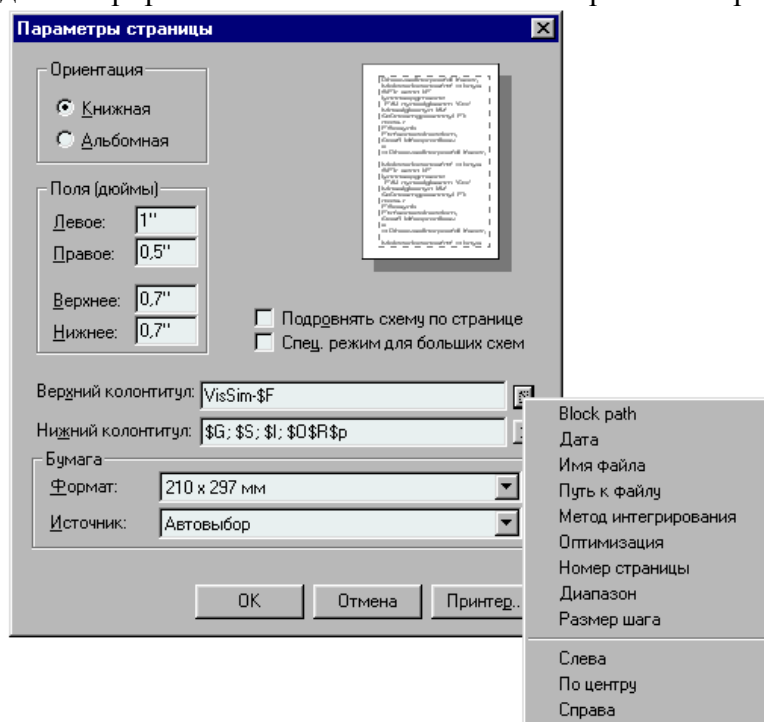 Параметры страницы
Ориентация
Книжная
Альбомная
Поля (дюймы)
Левое: 1"
Правое: 0,5"
Верхнее: 0,7"
Нижнее: 0,7"
Подровнять схему по странице
Спец. режим для больших схем
Верхний колонтитул: VisSim-$F
Нижний колонтитул: $G; $S; $I; $O$R$p
Бумага
Формат: 210 x 297 мм
Источник: Автовыбор
OK Отмена Принтер..
Block path
Дата
Имя файла
Путь к файлу
Метод интегрирования
Оптимизация
Номер страницы
Диапазон
Размер шага
Слева
По центру
Справа